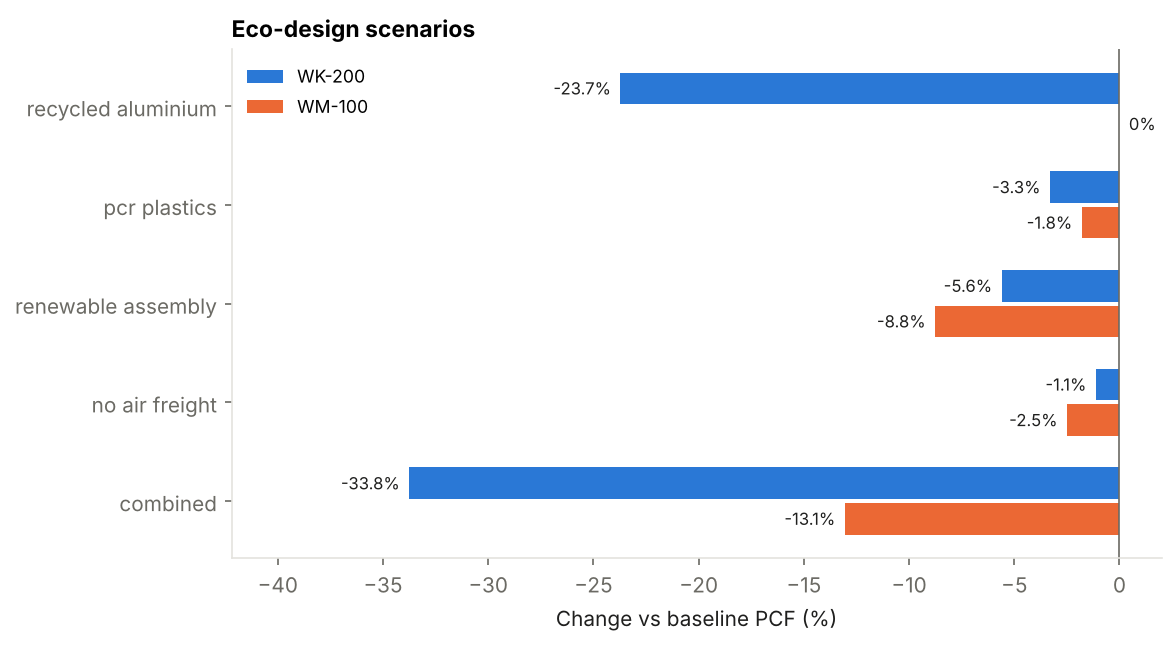 Eco-design scenarios
WK-200
WM-100
recycled aluminium
-23.7%
0%
pcr plastics
-3.3%
-1.8%
renewable assembly
-5.6%
-8.8%
no air freight
-1.1%
-2.5%
combined
-33.8%
-13.1%
−40 −35 −30 −25 −20 −15 −10 −5 0
Change vs baseline PCF (%)